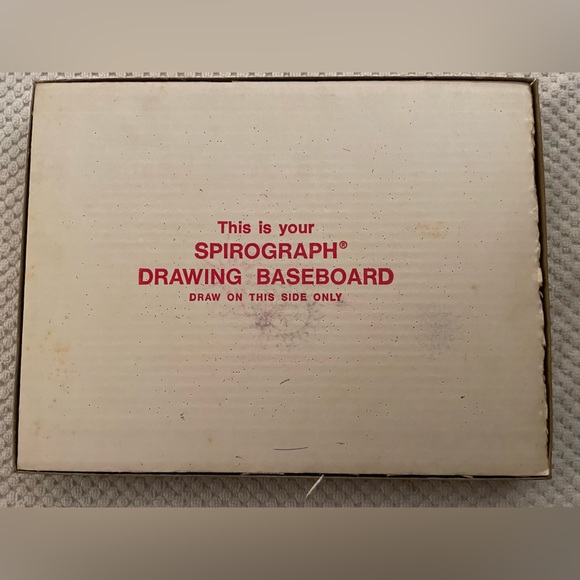 This is your
SPIROGRAPH®
DRAWING BASEBOARD
DRAW ON THIS SIDE ONLY